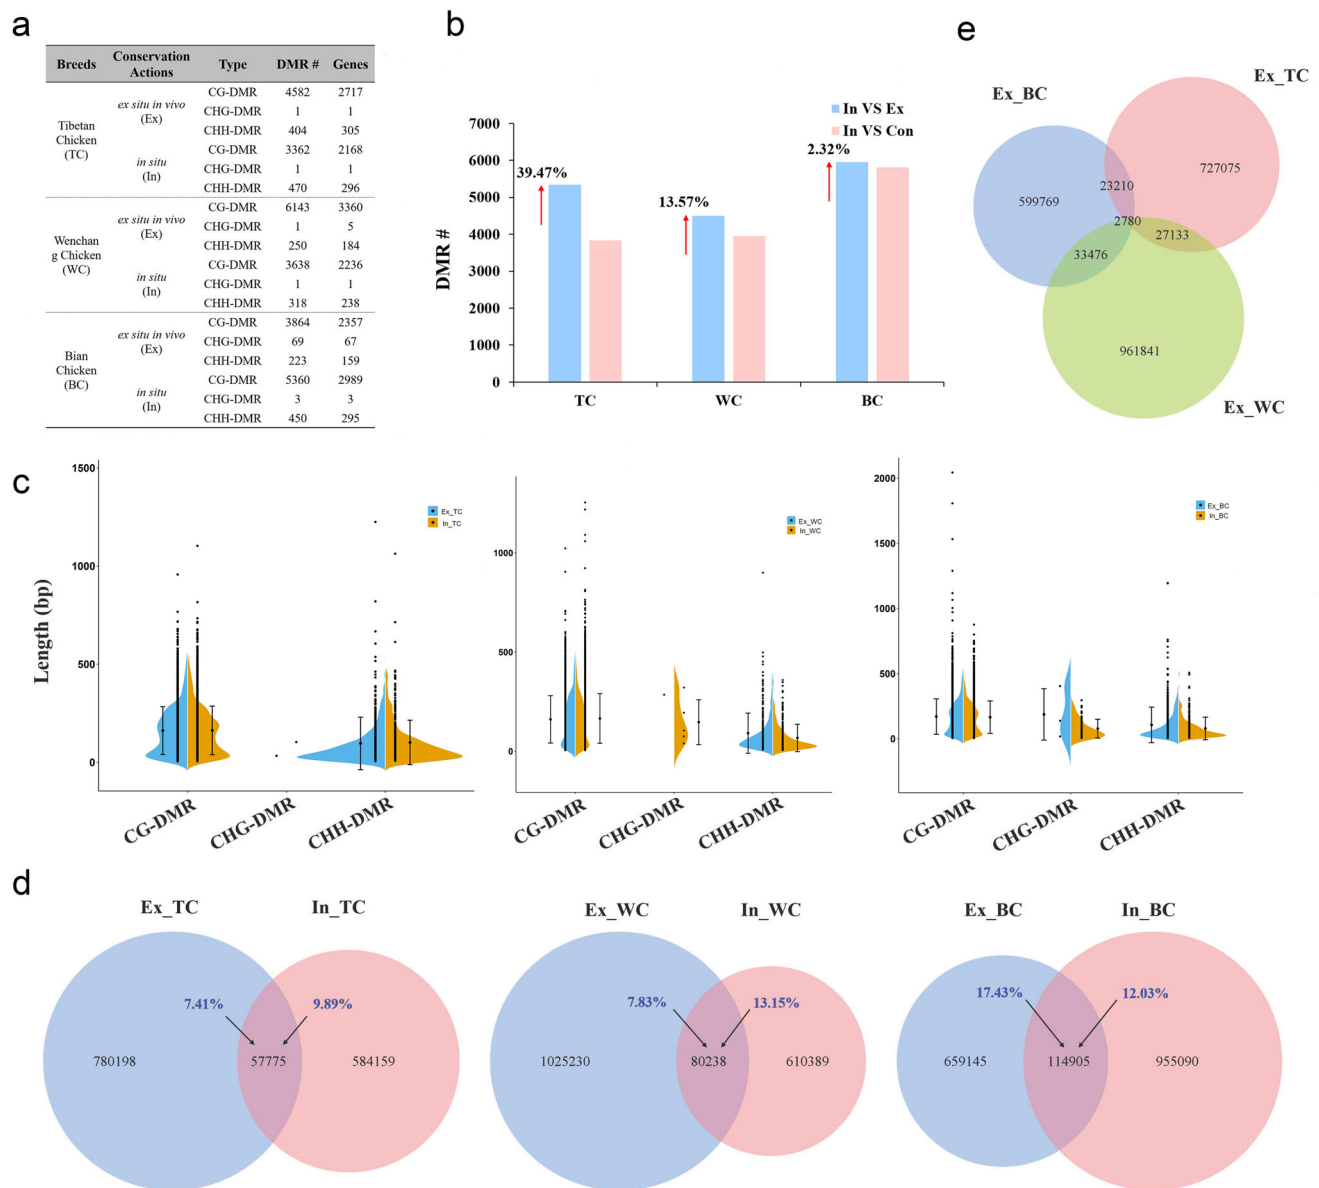 a
Breeds Conservation Actions Type DMR # Genes
Tibetan Chicken (TC) ex situ in vivo (Ex) CG-DMR 4582 2717
CHG-DMR 1 1
CHH-DMR 404 305
in situ (In) CG-DMR 3362 2168
CHG-DMR 1 1
CHH-DMR 470 296
Wenchan g Chicken (WC) ex situ in vivo (Ex) CG-DMR 6143 3360
CHG-DMR 1 5
CHH-DMR 250 184
in situ (In) CG-DMR 3638 2236
CHG-DMR 1 1
CHH-DMR 318 238
Bian Chicken (BC) ex situ in vivo (Ex) CG-DMR 3864 2357
CHG-DMR 69 67
CHH-DMR 223 159
in situ (In) CG-DMR 5360 2989
CHG-DMR 3 3
CHH-DMR 450 295
b
In VS Ex
In VS Con
DMR #
7000
6000
5000
4000
3000
2000
1000
0
39.47%
13.57%
2.32%
TC WC BC
e
Ex_BC
Ex_TC
Ex_WC
599769
23210
727075
2780
27133
33476
961841
c
Length (bp)
1500
1000
500
0
Ex_TC
In_TC
CG-DMR CHG-DMR CHH-DMR
1000
500
0
Ex_WC
In_WC
CG-DMR CHG-DMR CHH-DMR
2000
1500
1000
500
0
Ex_BC
In_BC
CG-DMR CHG-DMR CHH-DMR
d
Ex_TC In_TC
7.41% 9.89%
780198 57775 584159
Ex_WC In_WC
7.83% 13.15%
1025230 80238 610389
Ex_BC In_BC
17.43% 12.03%
659145 114905 955090